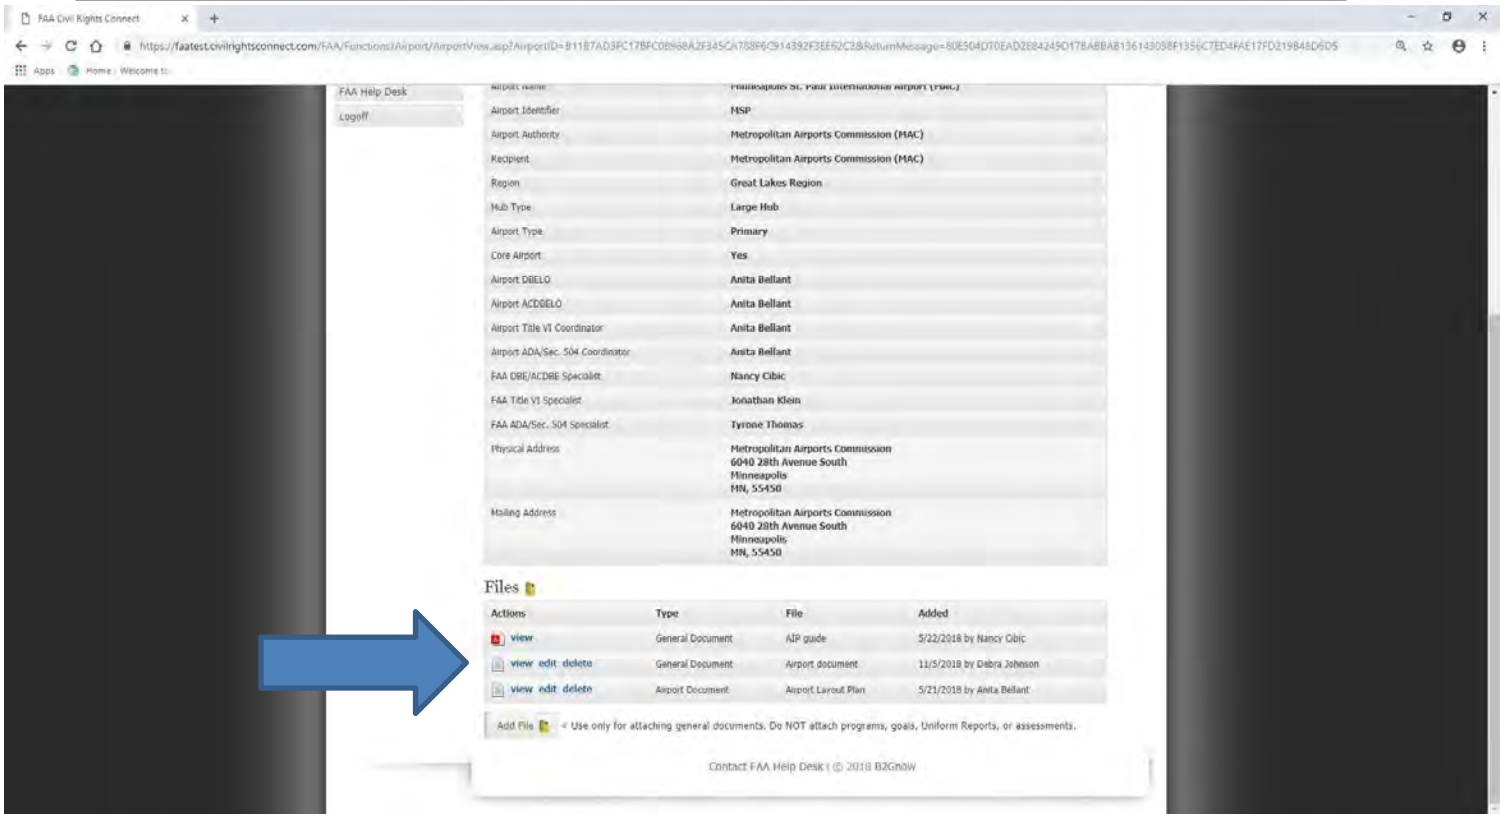 FAA Civil Rights Connect
https://faatest.civilrightsconnect.com/FAA/Functions/Airport/AirportView.asp?
Apps Home - Welcome t
FAA Help Desk
Logoff
Airport Name Minneapolis St. Paul International Airport (MAC)
Airport Identifier MSP
Airport Authority Metropolitan Airports Commission (MAC)
Recipient Metropolitan Airports Commission (MAC)
Region Great Lakes Region
Hub Type Large Hub
Airport Type Primary
Core Airport Yes
Airport DBELO Anita Bellant
Airport ACDBELO Anita Bellant
Airport Title VI Coordinator Anita Bellant
Airport ADA/Sec. 504 Coordinator Anita Bellant
FAA DBE/ACDBE Specialist Nancy Cibic
FAA Title VI Specialist Jonathan Klein
FAA ADA/Sec. 504 Specialist Tyrone Thomas
Physical Address Metropolitan Airports Commission
6040 28th Avenue South
Minneapolis
MN, 55450
Mailing Address Metropolitan Airports Commission
6040 28th Avenue South
Minneapolis
MN, 55450
Files
Actions Type File Added
view General Document AIP guide 5/22/2018 by Nancy Cibic
view edit delete General Document Airport document 11/5/2018 by Debra Johnson
view edit delete Airport Document Airport Layout Plan 5/21/2018 by Anita Bellant
Add File < Use only for attaching general documents. Do NOT attach programs, goals, Uniform Reports, or assessments.
Contact FAA Help Desk | © 2018 B2Gnow